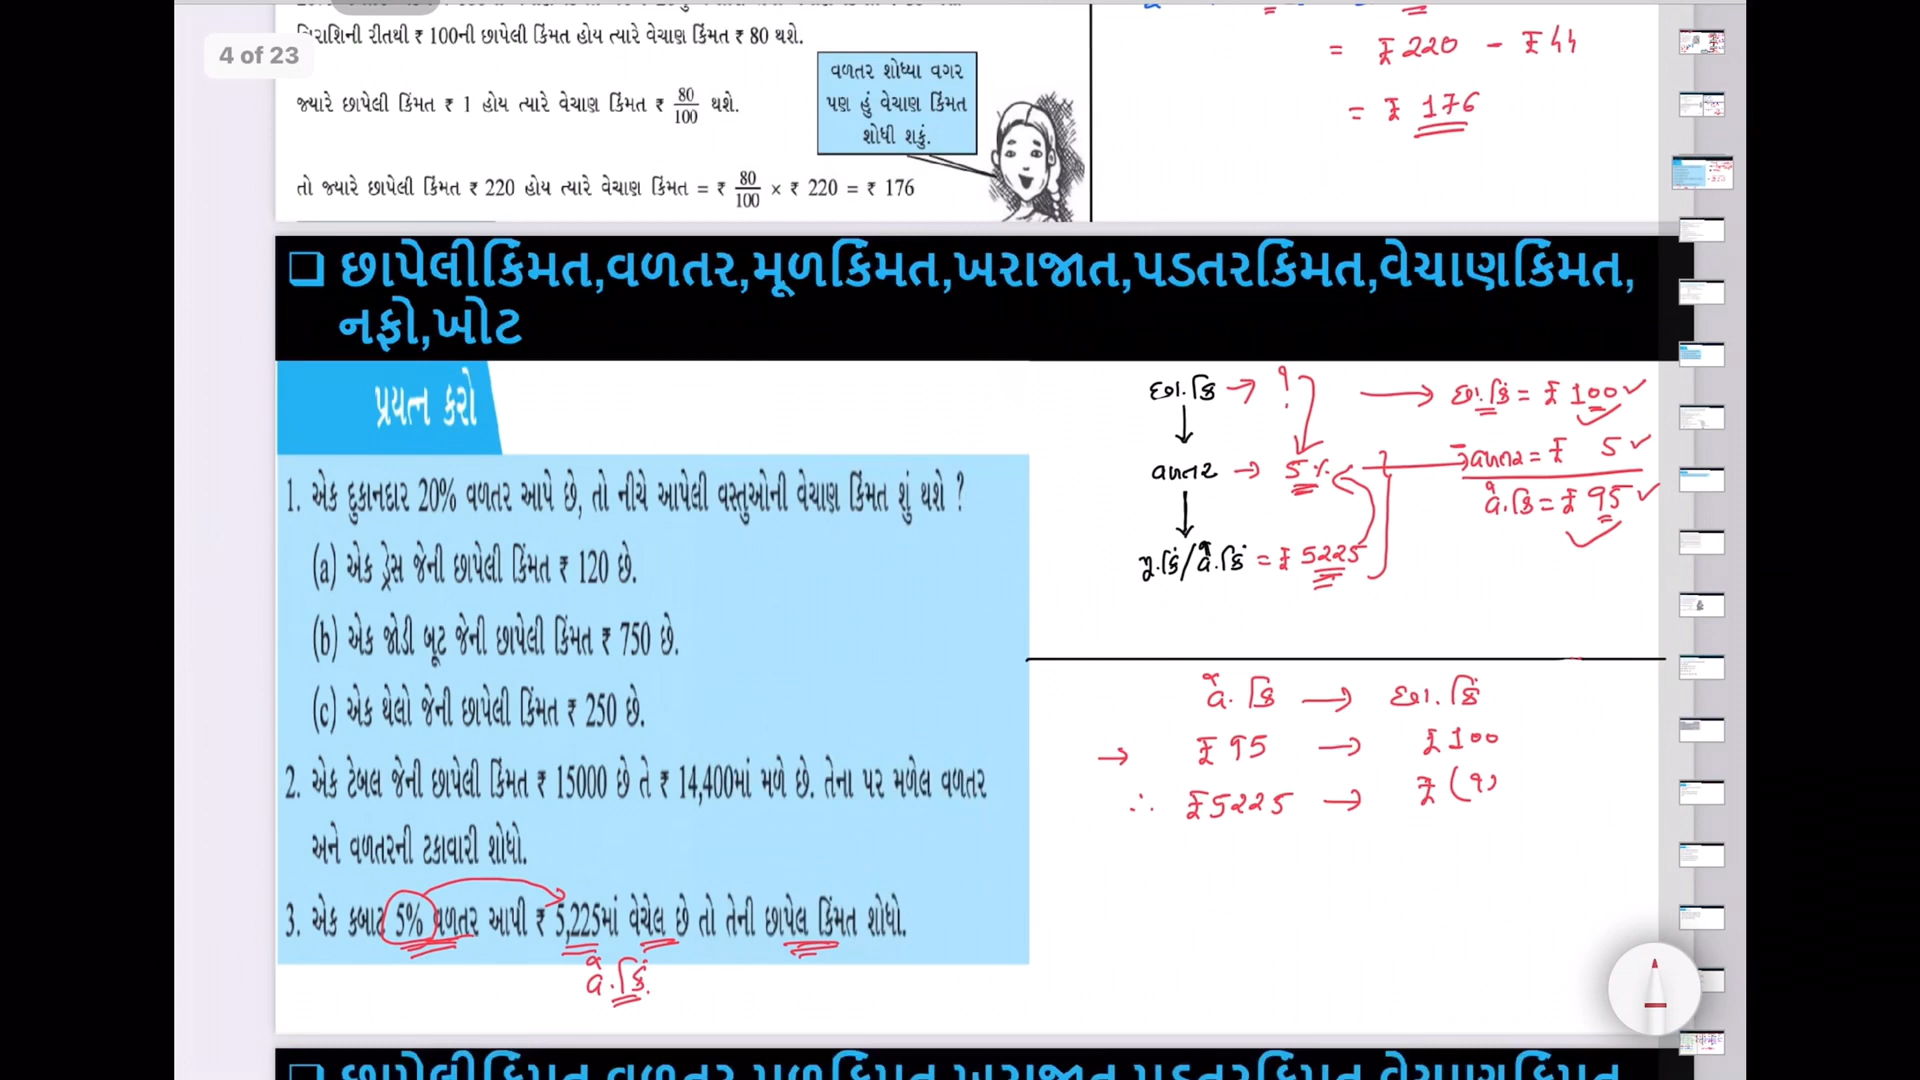 4 of 23
ત્રિરાશિની રીતથી ₹ 100ની છાપેલી કિંમત હોય ત્યારે વેચાણ કિંમત ₹ 80 થશે.
જ્યારે છાપેલી કિંમત ₹ 1 હોય ત્યારે વેચાણ કિંમત ₹ 80/100 થશે.
તો જ્યારે છાપેલી કિંમત ₹ 220 હોય ત્યારે વેચાણ કિંમત = ₹ 80/100 × ₹ 220 = ₹ 176
વળતર શોધ્યા વગર
પણ હું વેચાણ કિંમત
શોધી શકું.
= ₹ 220 - ₹ 44
= ₹ 176
❑ છાપેલીકિંમત,વળતર,મૂળકિંમત,ખરાજાત,પડતરકિંમત,વેચાણકિંમત,
નફો,ખોટ
પ્રયત્ન કરો
1. એક દુકાનદાર 20% વળતર આપે છે, તો નીચે આપેલી વસ્તુઓની વેચાણ કિંમત શું થશે ?
(a) એક ડ્રેસ જેની છાપેલી કિંમત ₹ 120 છે.
(b) એક જોડી બૂટ જેની છાપેલી કિંમત ₹ 750 છે.
(c) એક થેલો જેની છાપેલી કિંમત ₹ 250 છે.
2. એક ટેબલ જેની છાપેલી કિંમત ₹ 15000 છે તે ₹ 14,400માં મળે છે. તેના પર મળેલ વળતર
અને વળતરની ટકાવારી શોધો.
3. એક કબાટ 5% વળતર આપી ₹ 5,225માં વેચેલ છે તો તેની છાપેલ કિંમત શોધો.
વે.કિં.
છા.કિ → ? → છા.કિં = ₹ 100 ✓
↓
વળતર → 5% → - વળતર = ₹ 5 ✓
વે.કિ = ₹ 95 ✓
↓
મૂ.કિં/વે.કિં = ₹ 5225
વે. કિ → છા. કિં
→ ₹ 95 → ₹ 100
∴ ₹ 5225 → ₹ (?)